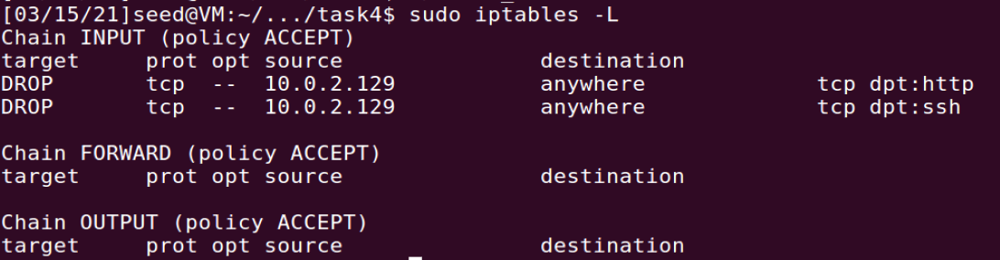 [03/15/21]seed@VM:~/.../task4$ sudo iptables -L
Chain INPUT (policy ACCEPT)
target     prot opt source               destination
DROP       tcp  --  10.0.2.129           anywhere             tcp dpt:http
DROP       tcp  --  10.0.2.129           anywhere             tcp dpt:ssh

Chain FORWARD (policy ACCEPT)
target     prot opt source               destination

Chain OUTPUT (policy ACCEPT)
target     prot opt source               destination